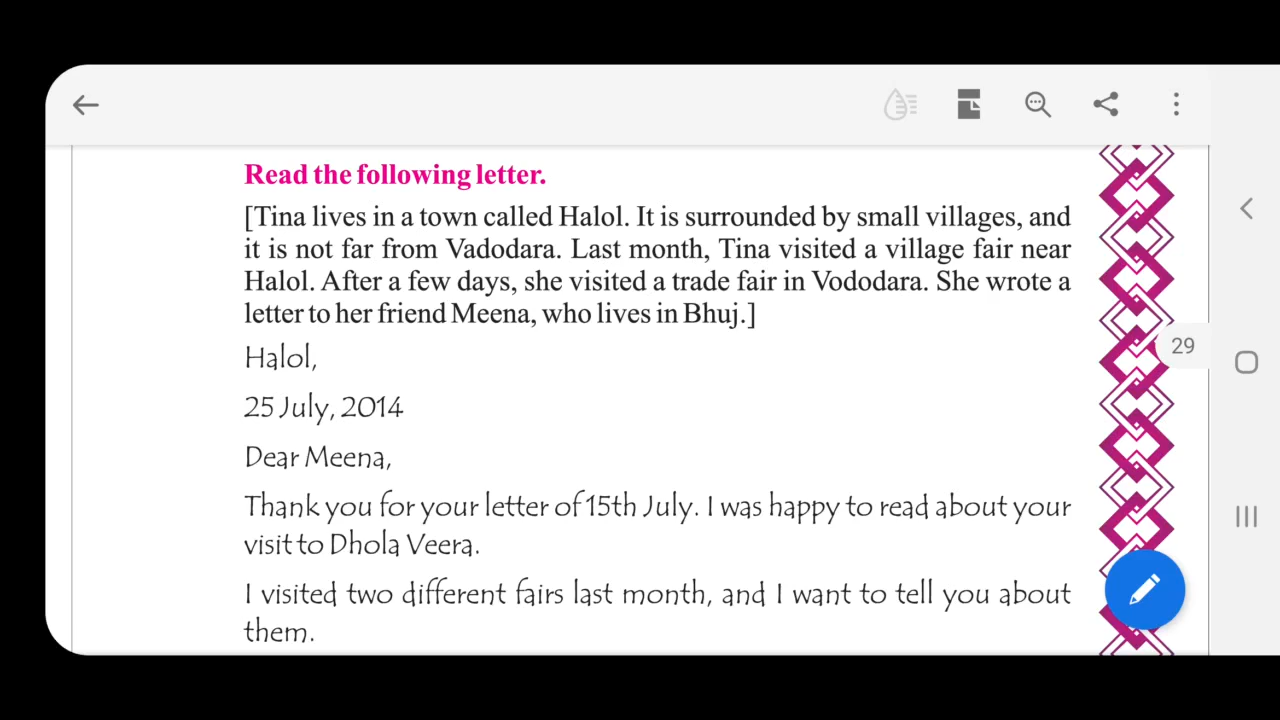 Read the following letter.
[Tina lives in a town called Halol. It is surrounded by small villages, and
it is not far from Vadodara. Last month, Tina visited a village fair near
Halol. After a few days, she visited a trade fair in Vododara. She wrote a
letter to her friend Meena, who lives in Bhuj.]
Halol,
29
25 July, 2014
Dear Meena,
Thank you for your letter of 15th July. I was happy to read about your
visit to Dhola Veera.
I visited two different fairs last month, and I want to tell you about
them.